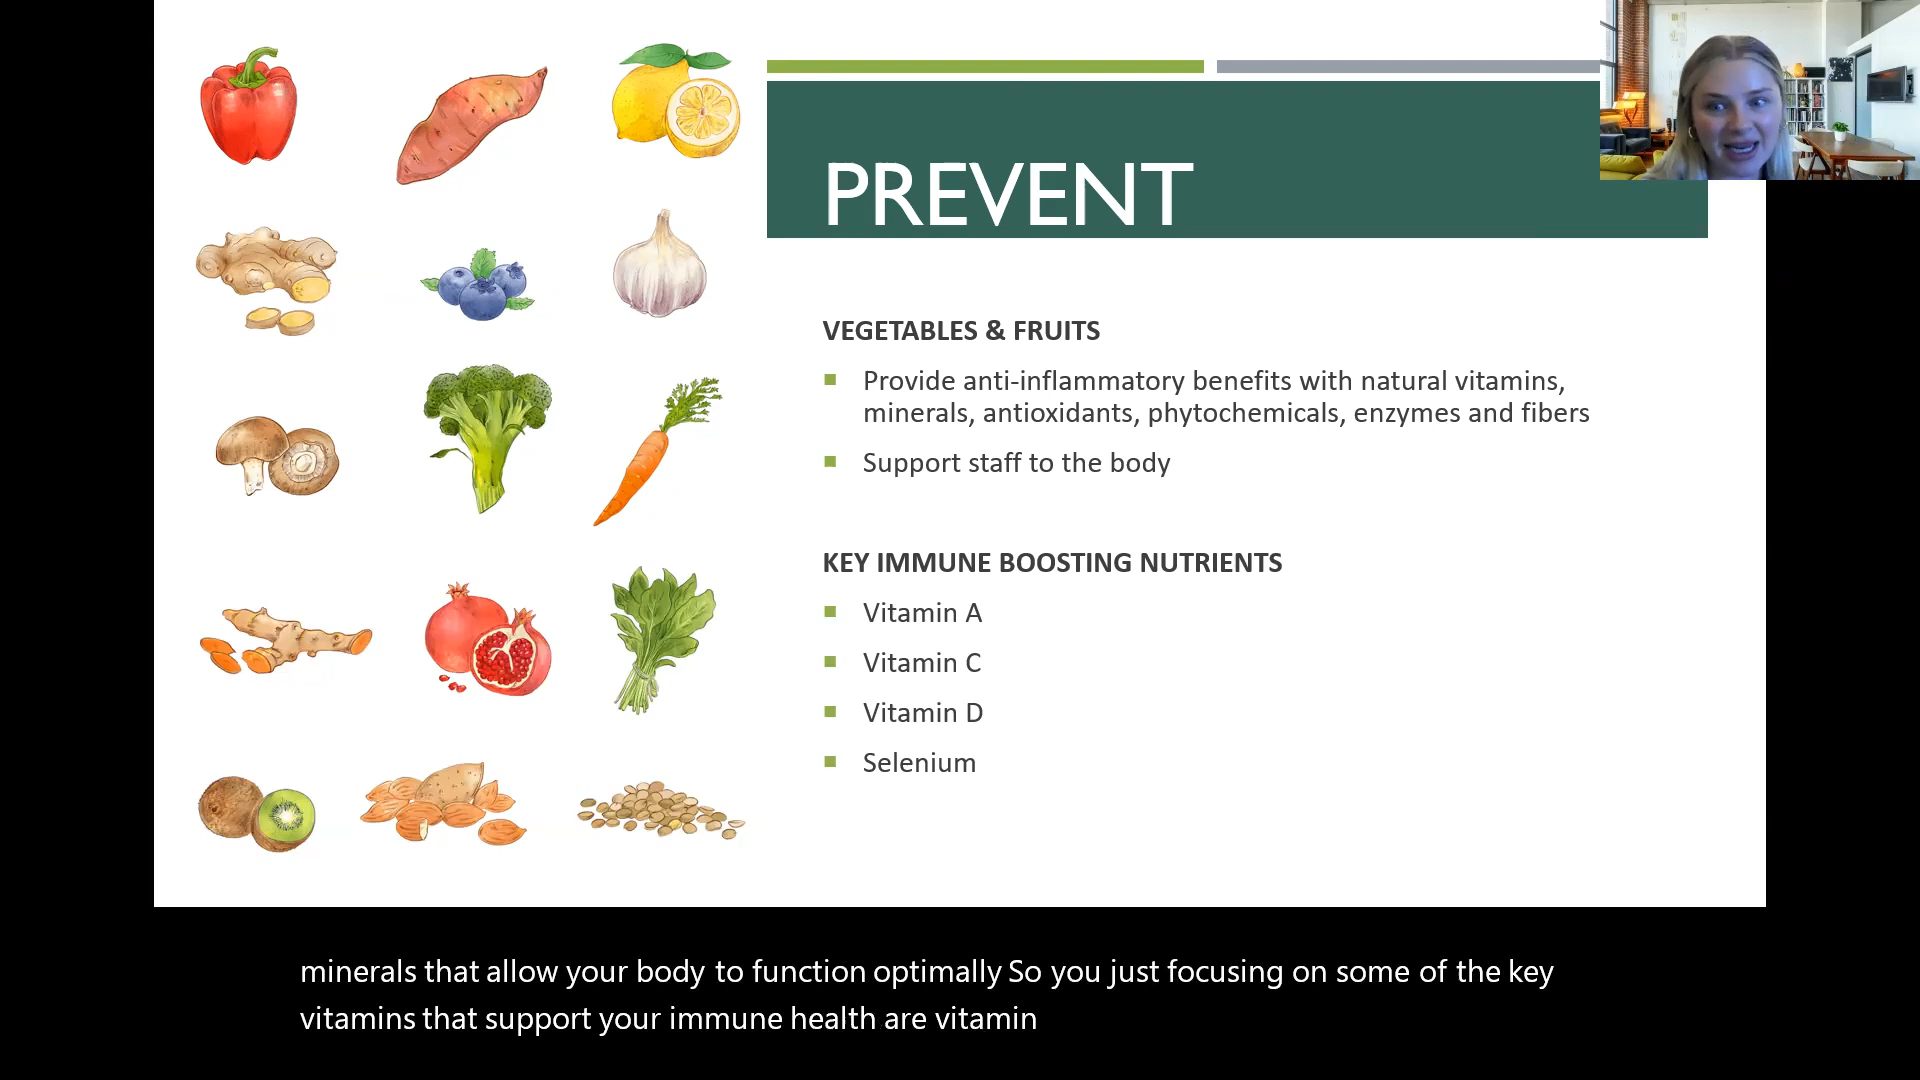 PREVENT
VEGETABLES & FRUITS
Provide anti-inflammatory benefits with natural vitamins,
minerals, antioxidants, phytochemicals, enzymes and fibers
Support staff to the body
KEY IMMUNE BOOSTING NUTRIENTS
Vitamin A
Vitamin C
Vitamin D
Selenium
minerals that allow your body to function optimally So you just focusing on some of the key
vitamins that support your immune health are vitamin